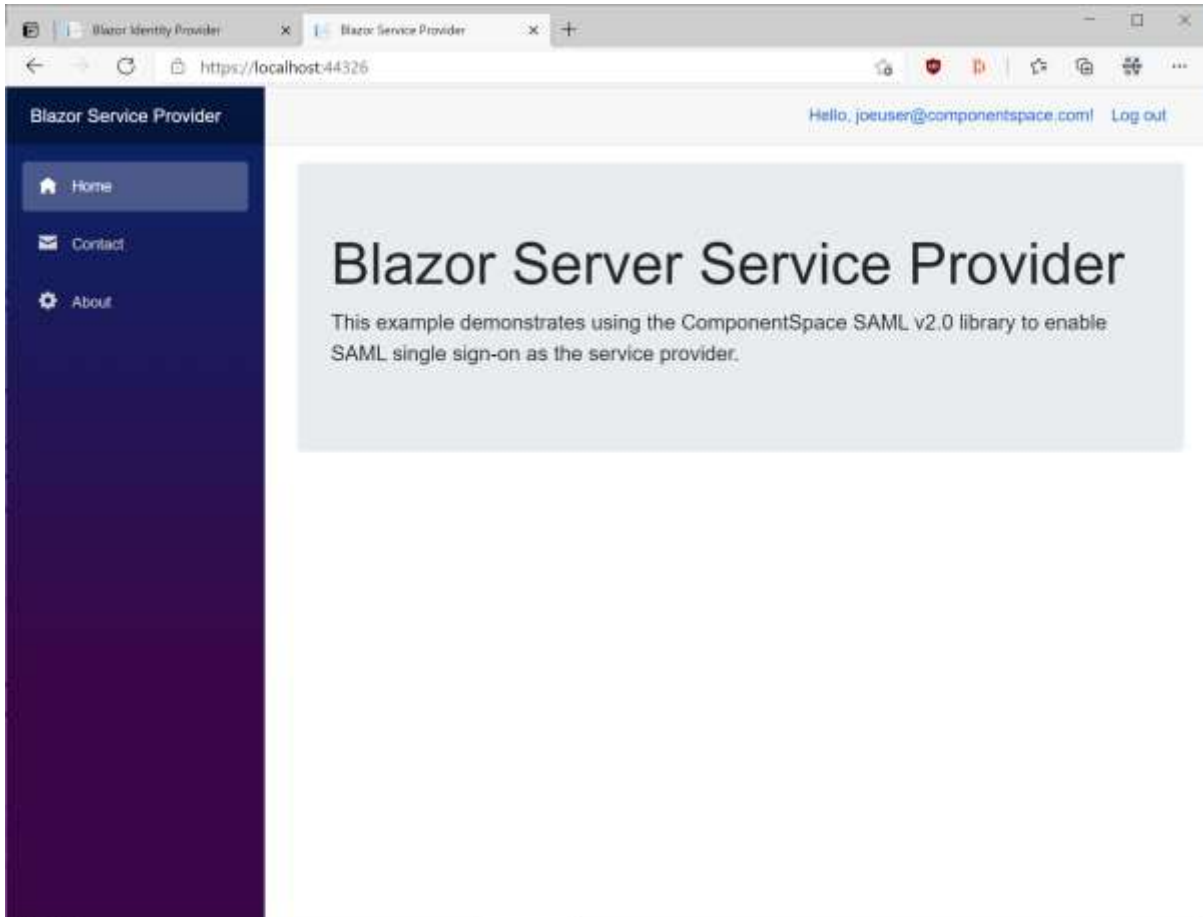 Blazor Identity Provider
Blazor Service Provider
https://localhost:44326
Blazor Service Provider
Hello, joeuser@componentspace.com! Log out
Home
Contact
About
Blazor Server Service Provider
This example demonstrates using the ComponentSpace SAML v2.0 library to enable
SAML single sign-on as the service provider.